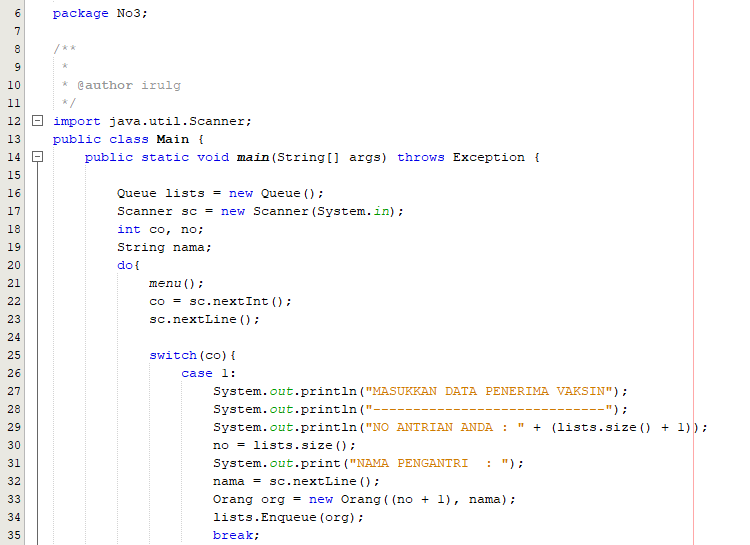 6 package No3;
7
8 /**
9 *
10 * @author irulg
11 */
12 import java.util.Scanner;
13 public class Main {
14 public static void main(String[] args) throws Exception {
15
16 Queue lists = new Queue();
17 Scanner sc = new Scanner(System.in);
18 int co, no;
19 String nama;
20 do{
21 menu();
22 co = sc.nextInt();
23 sc.nextLine();
24
25 switch(co){
26 case 1:
27 System.out.println("MASUKKAN DATA PENERIMA VAKSIN");
28 System.out.println("-----------------------------");
29 System.out.println("NO ANTRIAN ANDA : " + (lists.size() + 1));
30 no = lists.size();
31 System.out.print("NAMA PENGANTRI  : ");
32 nama = sc.nextLine();
33 Orang org = new Orang((no + 1), nama);
34 lists.Enqueue(org);
35 break;